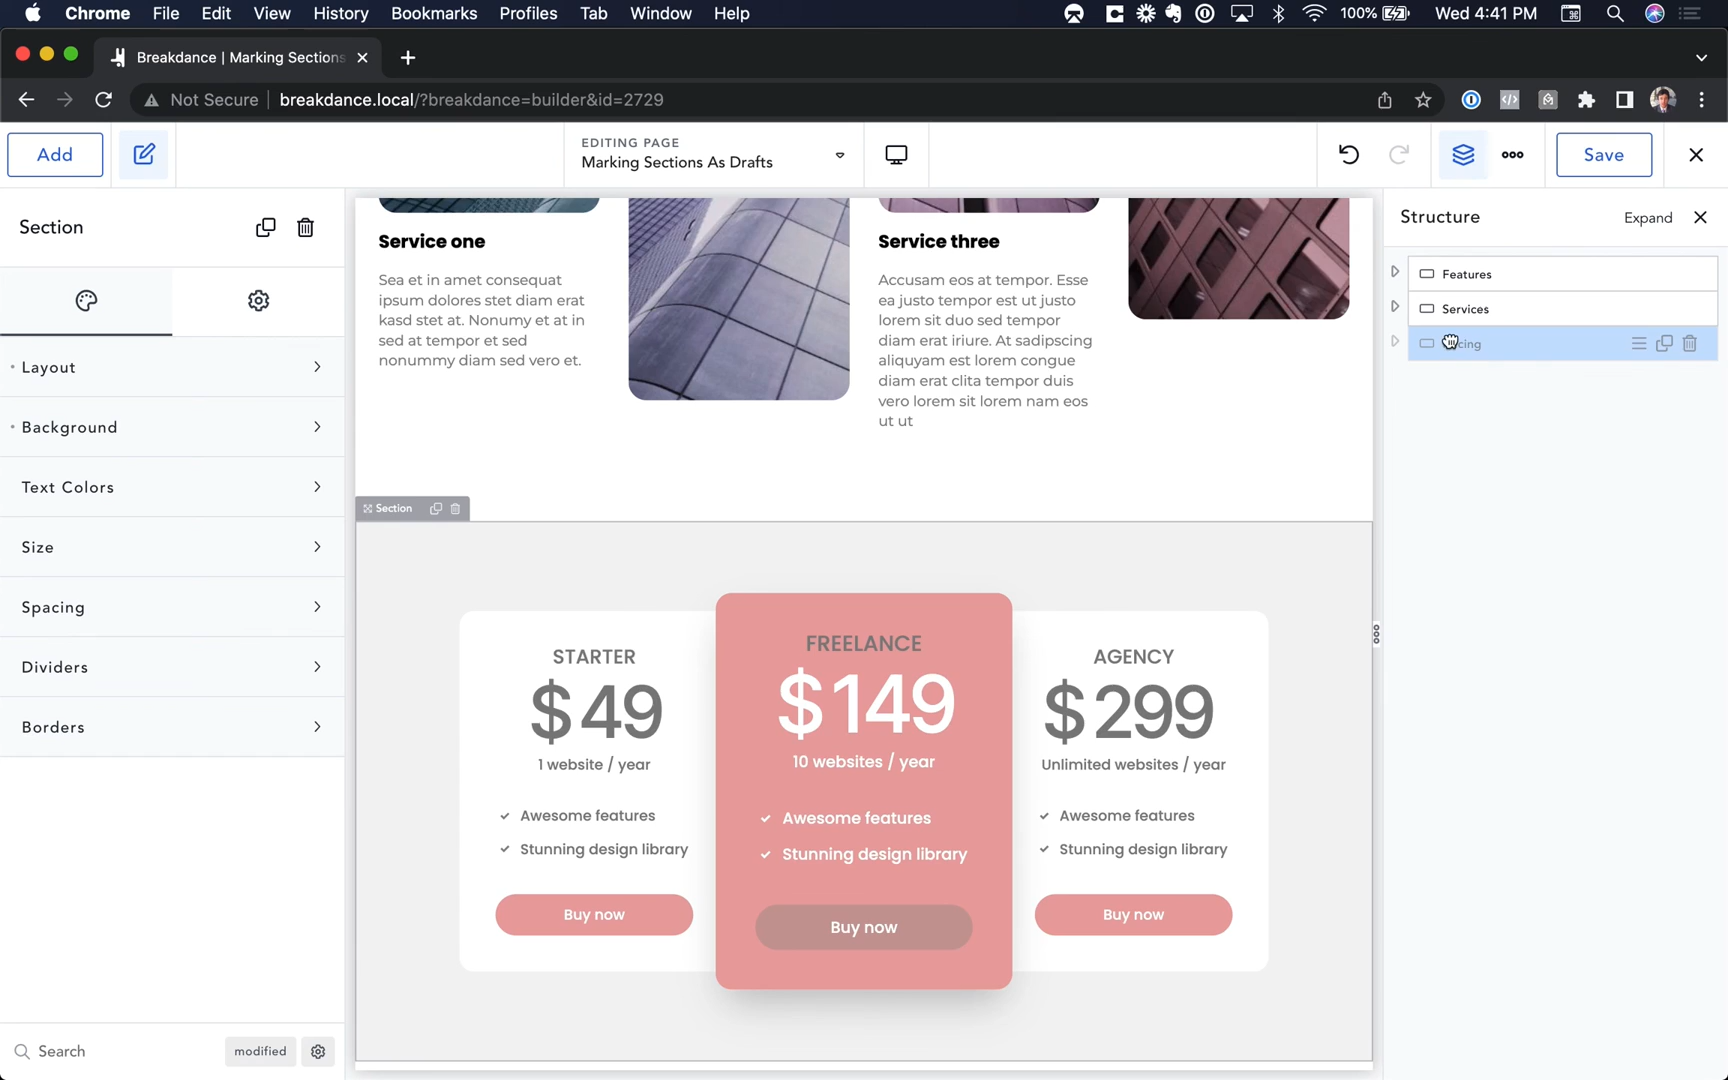 Chrome File Edit View History Bookmarks Profiles Tab Window Help 100% Wed 4:41 PM
Breakdance | Marking Sections
Not Secure breakdance.local/?breakdance=builder&id=2729
Add
EDITING PAGE
Marking Sections As Drafts
Save
Section
Layout
Background
Text Colors
Size
Spacing
Dividers
Borders
Search
modified
Service one
Sea et in amet consequat
ipsum dolores stet diam erat
kasd stet at. Nonumy et at in
sed at tempor et sed
nonummy diam sed vero et.
Service three
Accusam eos at tempor. Esse
ea justo tempor est ut justo
lorem sit duo sed tempor
diam erat iriure. At sadipscing
aliquyam est lorem congue
diam erat clita tempor duis
vero lorem sit lorem nam eos
ut ut
Section
STARTER
$49
1 website / year
Awesome features
Stunning design library
Buy now
FREELANCE
$149
10 websites / year
Awesome features
Stunning design library
Buy now
AGENCY
$299
Unlimited websites / year
Awesome features
Stunning design library
Buy now
Structure
Expand
Features
Services